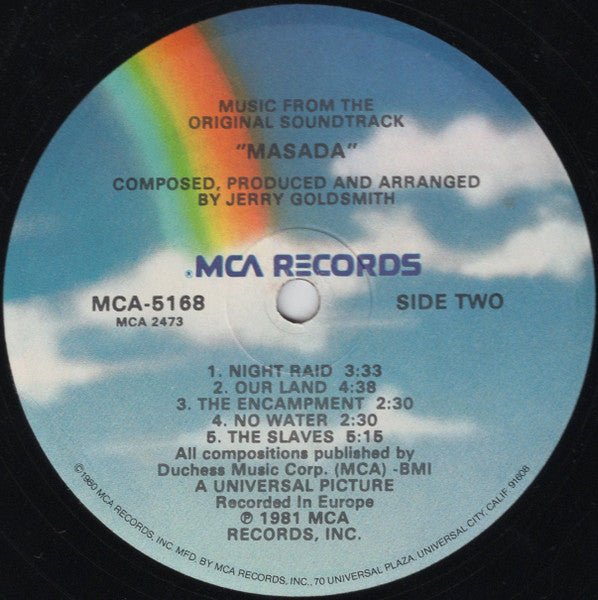 MUSIC FROM THE
ORIGINAL SOUNDTRACK
"MASADA"
COMPOSED, PRODUCED AND ARRANGED
BY JERRY GOLDSMITH
®MCA RECORDS
MCA-5168
MCA 2473
SIDE TWO
1. NIGHT RAID 3:33
2. OUR LAND 4:38
3. THE ENCAMPMENT 2:30
4. NO WATER 2:30
5. THE SLAVES 5:15
All compositions published by
Duchess Music Corp. (MCA) -BMI
A UNIVERSAL PICTURE
Recorded In Europe
℗ 1981 MCA
RECORDS, INC.
©1980 MCA RECORDS, INC. MFD. BY MCA RECORDS, INC., 70 UNIVERSAL PLAZA, UNIVERSAL CITY, CALIF. 91608